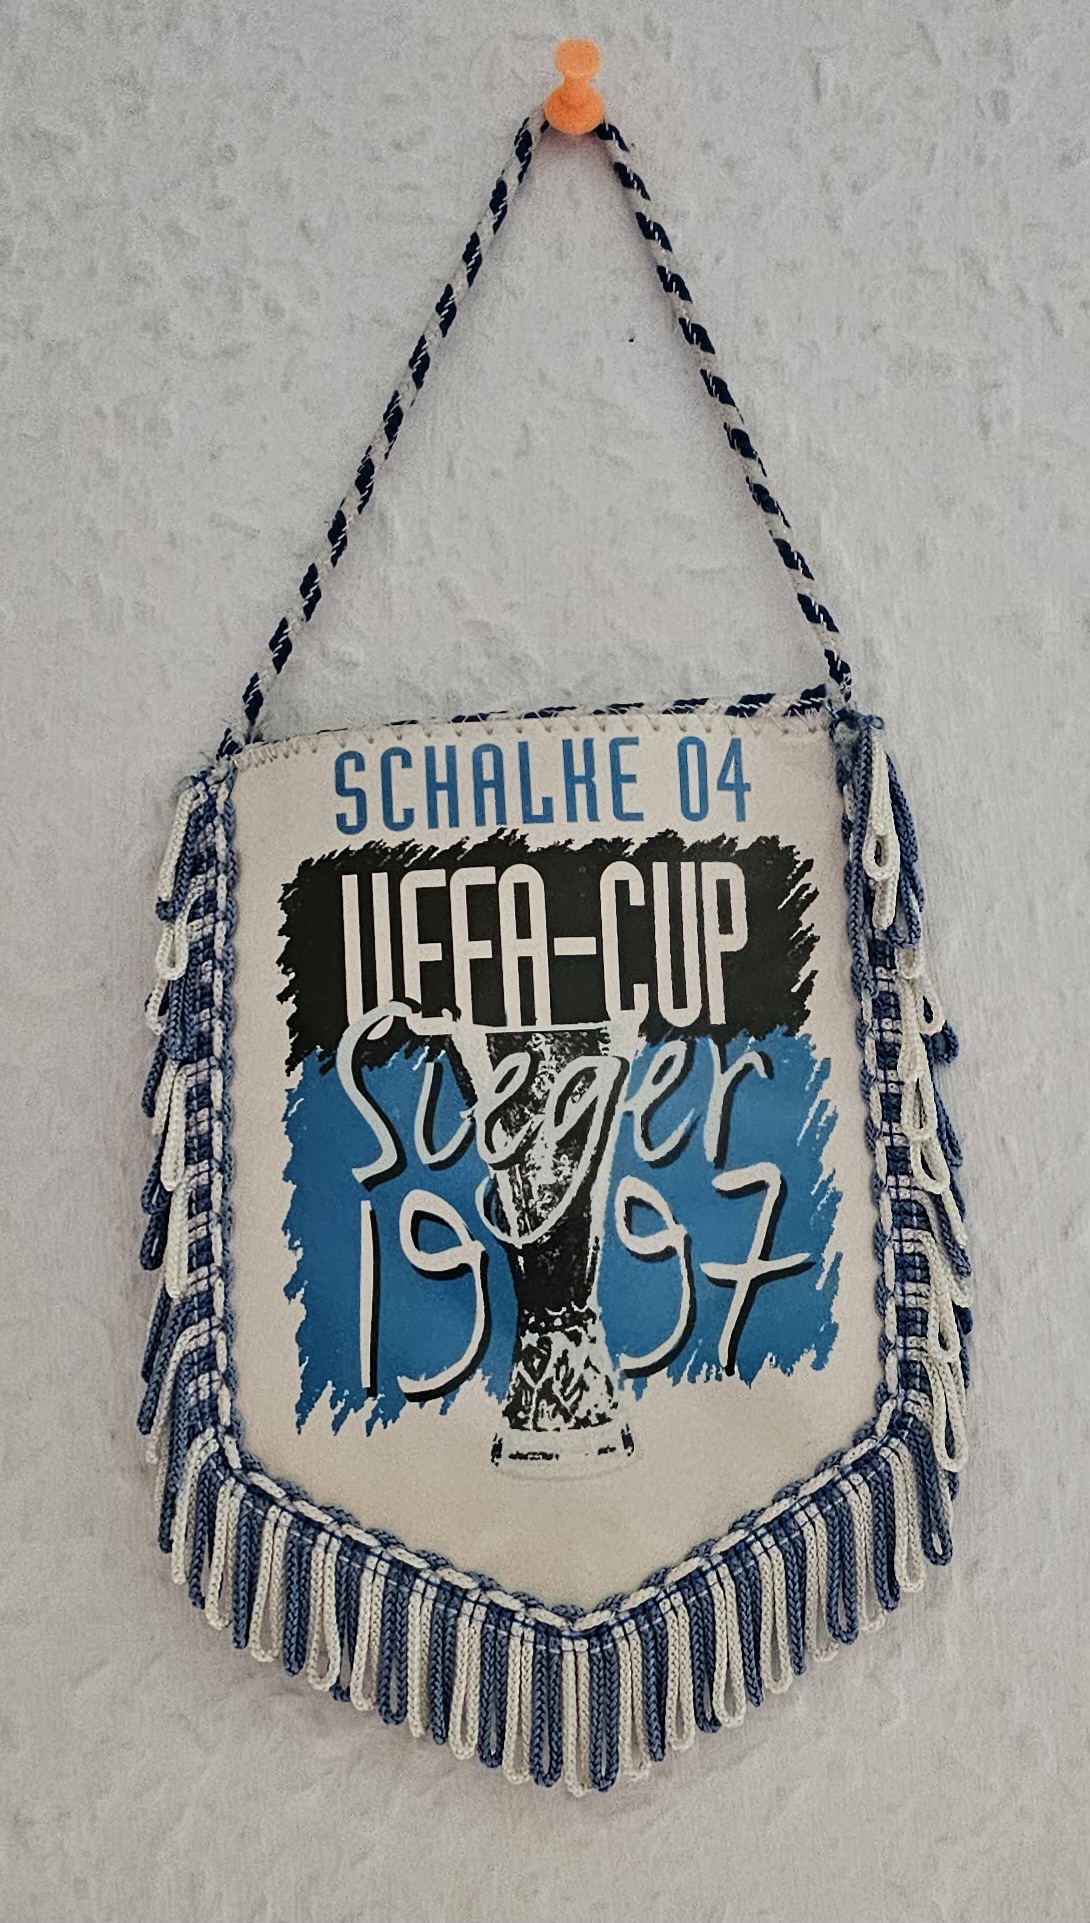 SCHALKE 04
UEFA-CUP
Sieger
1997